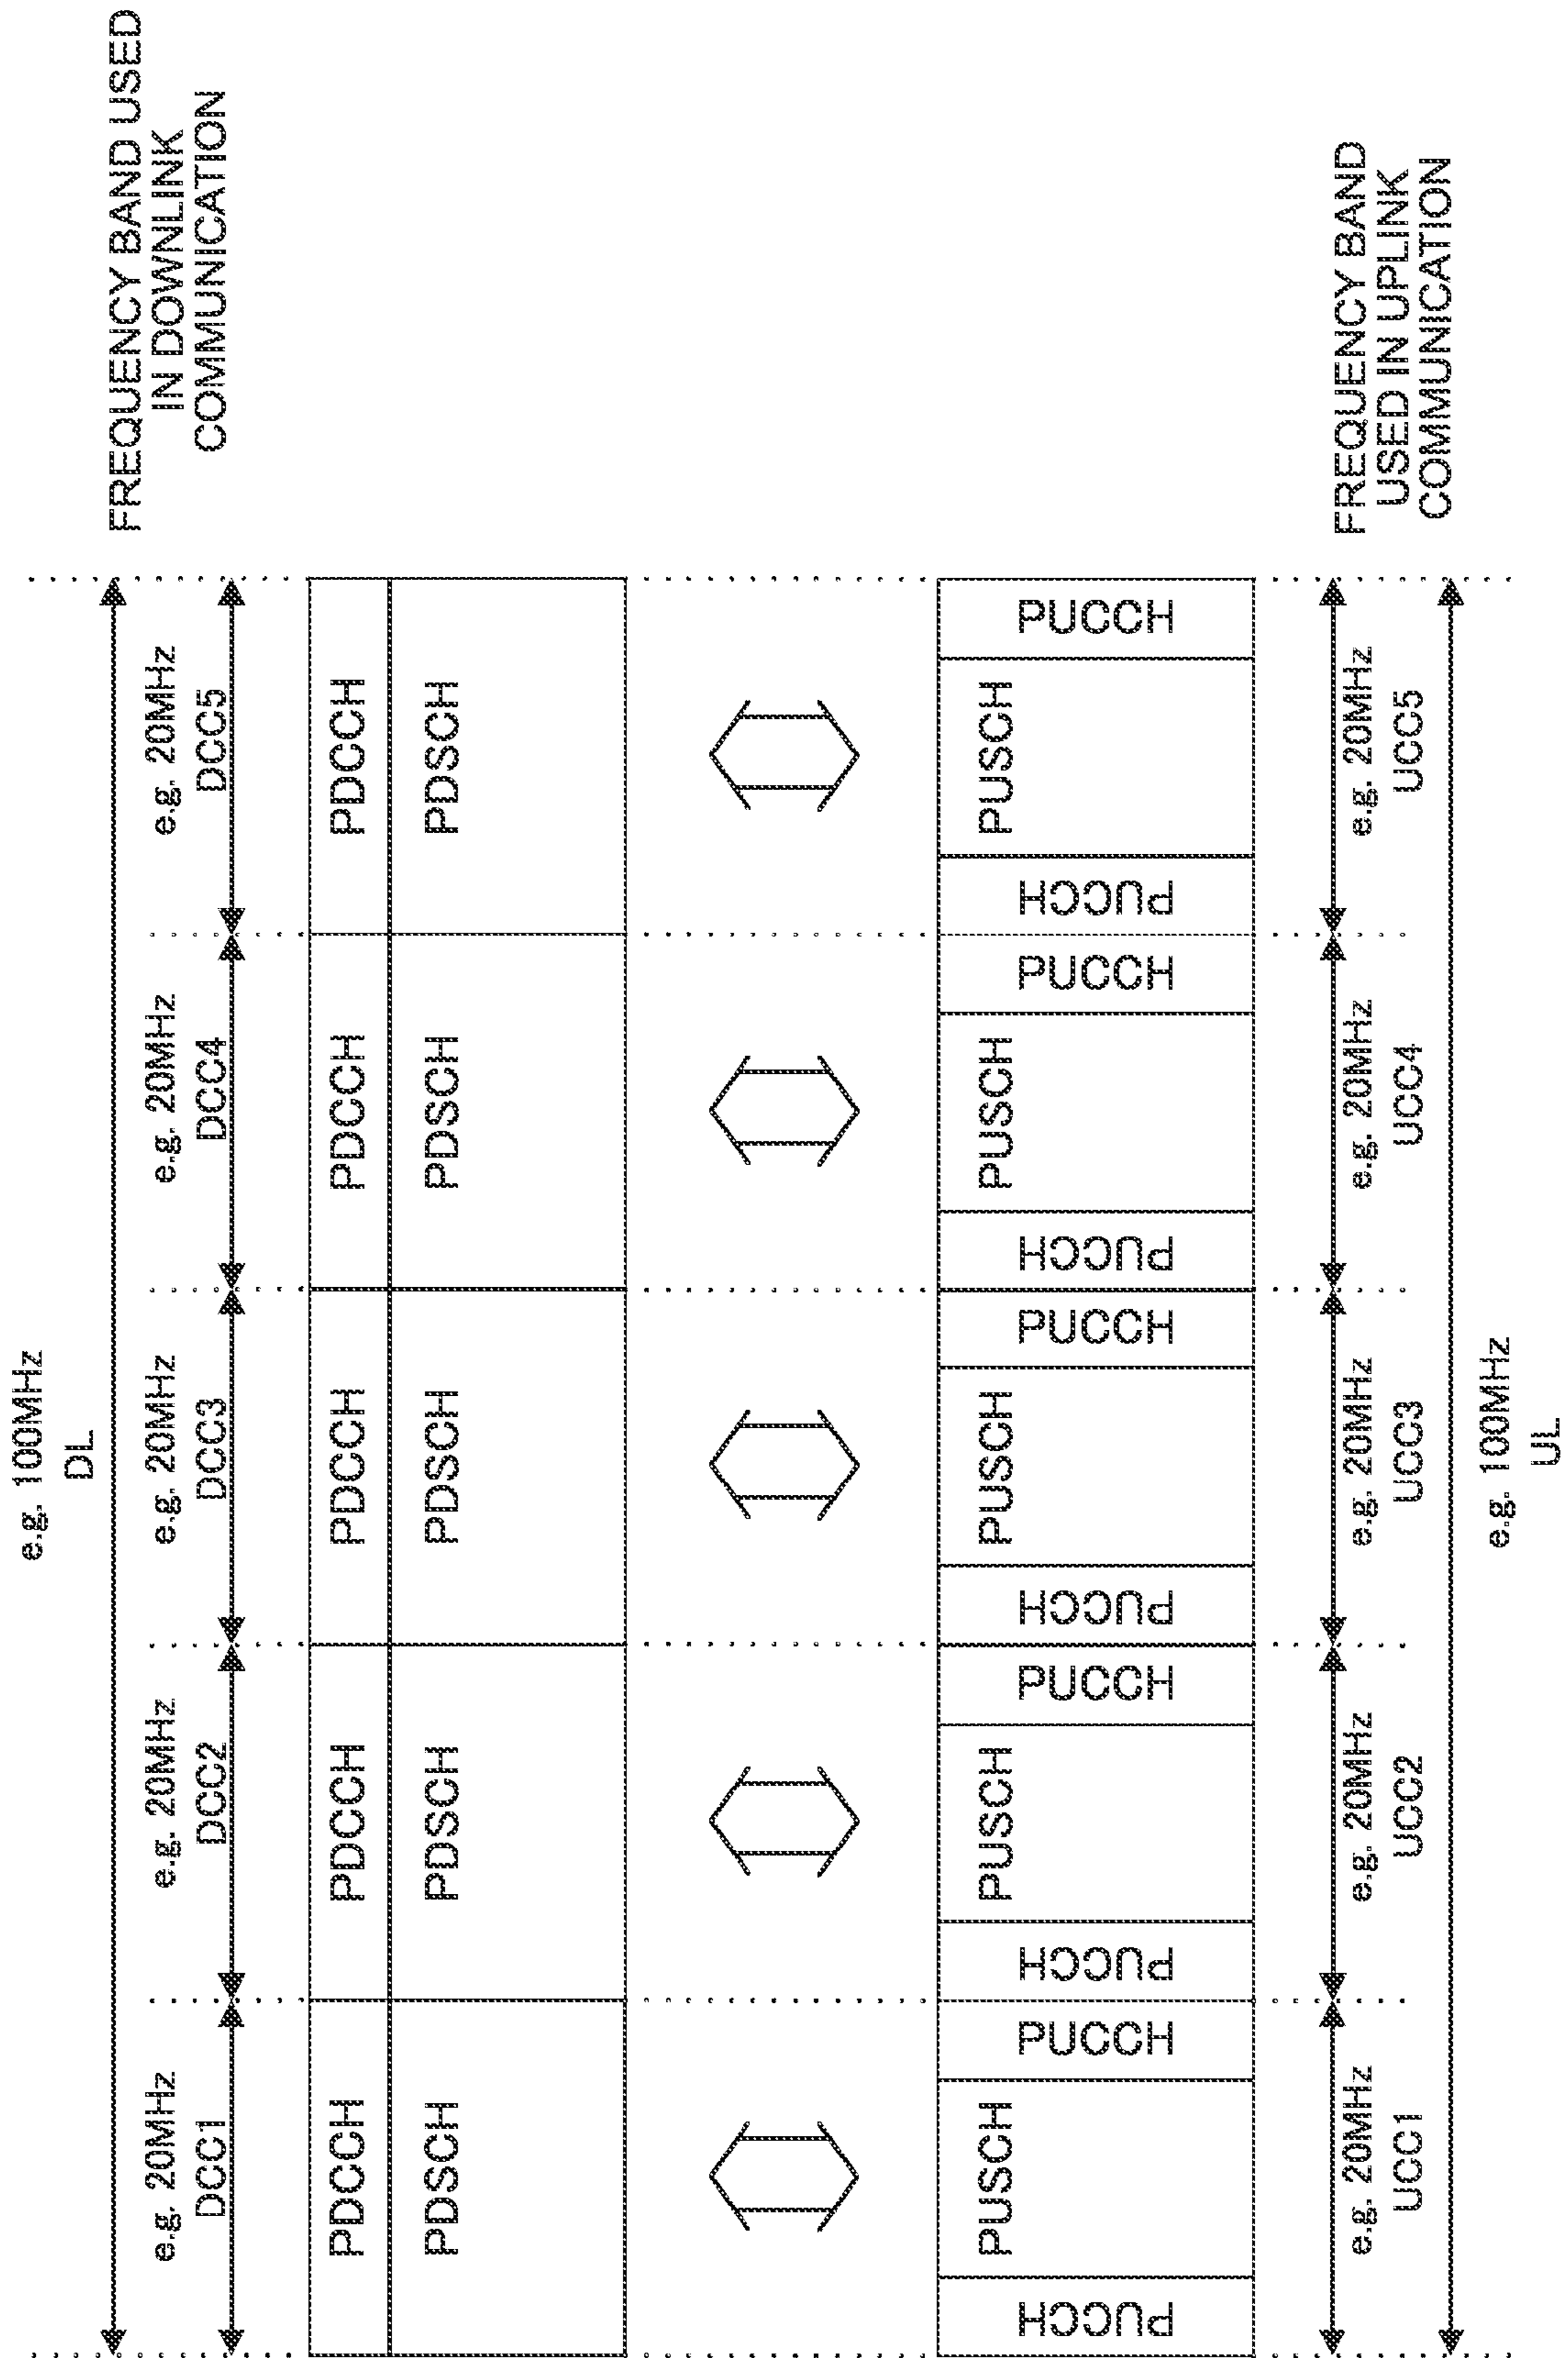 e.g. 100MHz
DL
FREQUENCY BAND USED
IN DOWNLINK
COMMUNICATION
e.g. 20MHz
DCC1
e.g. 20MHz
DCC2
e.g. 20MHz
DCC3
e.g. 20MHz
DCC4
e.g. 20MHz
DCC5
PDCCH
PDCCH
PDCCH
PDCCH
PDCCH
PDSCH
PDSCH
PDSCH
PDSCH
PDSCH
PUCCH
PUSCH
PUCCH
PUCCH
PUSCH
PUCCH
PUCCH
PUSCH
PUCCH
PUCCH
PUSCH
PUCCH
PUCCH
PUSCH
PUCCH
e.g. 20MHz
UCC1
e.g. 20MHz
UCC2
e.g. 20MHz
UCC3
e.g. 20MHz
UCC4
e.g. 20MHz
UCC5
FREQUENCY BAND
USED IN UPLINK
COMMUNICATION
e.g. 100MHz
UL